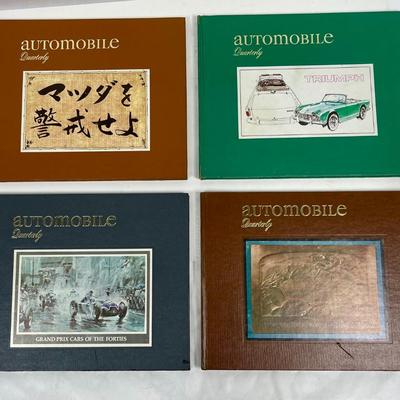 automobile
Quarterly
マツダを
警戒せよ
automobile
Quarterly
TRIUMPH
automobile
Quarterly
GRAND PRIX CARS OF THE FORTIES
automobile
Quarterly